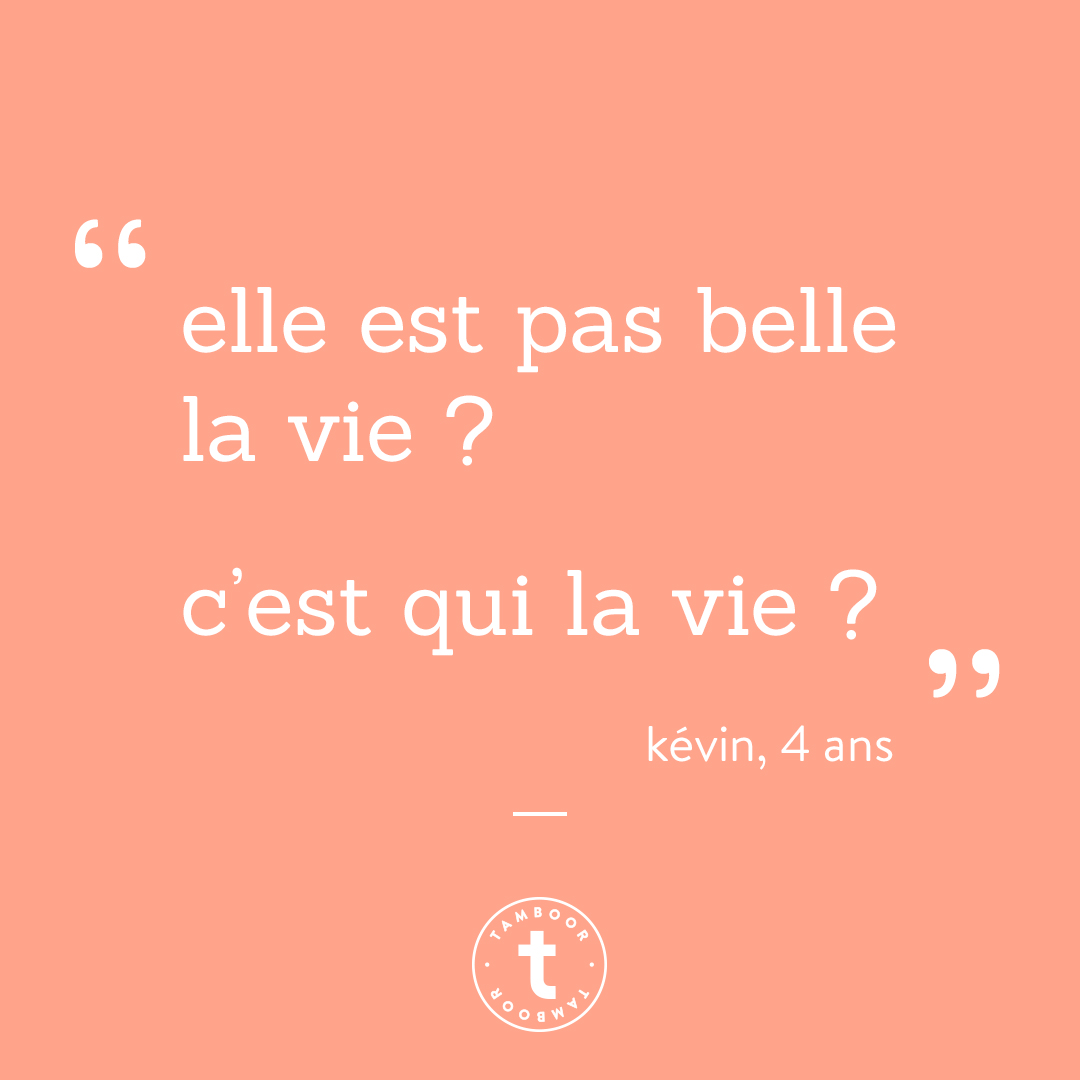 “
elle est pas belle
la vie ?
c’est qui la vie ?
”
kévin, 4 ans
TAMBOOR
t
TAMBOOR